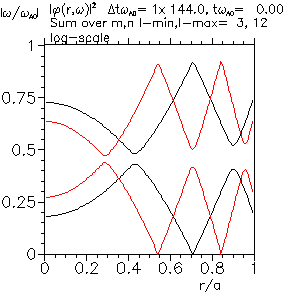 |ω/ω_A0| |φ(r,ω)|² Δtω_A0= 1x 144.0, tω_A0= 0.00
Sum over m,n l-min,l-max= 3, 12
log-scale
1
0.75
0.5
0.25
0
0 0.2 0.4 0.6 0.8 1
r/a